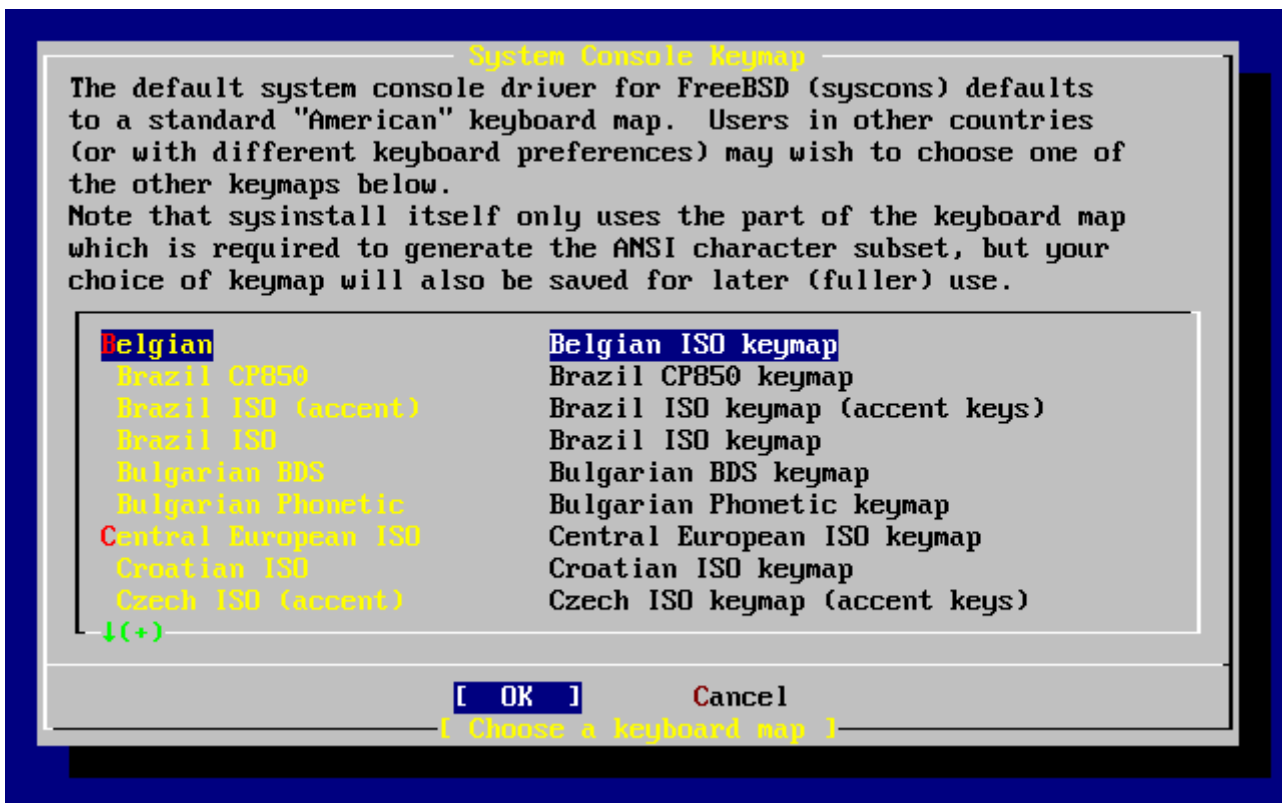 System Console Keymap
The default system console driver for FreeBSD (syscons) defaults
to a standard "American" keyboard map.  Users in other countries
(or with different keyboard preferences) may wish to choose one of
the other keymaps below.
Note that sysinstall itself only uses the part of the keyboard map
which is required to generate the ANSI character subset, but your
choice of keymap will also be saved for later (fuller) use.
Belgian Belgian ISO keymap
Brazil CP850 Brazil CP850 keymap
Brazil ISO (accent) Brazil ISO keymap (accent keys)
Brazil ISO Brazil ISO keymap
Bulgarian BDS Bulgarian BDS keymap
Bulgarian Phonetic Bulgarian Phonetic keymap
Central European ISO Central European ISO keymap
Croatian ISO Croatian ISO keymap
Czech ISO (accent) Czech ISO keymap (accent keys)
↓(+)
[ OK ] Cancel
[ Choose a keyboard map ]